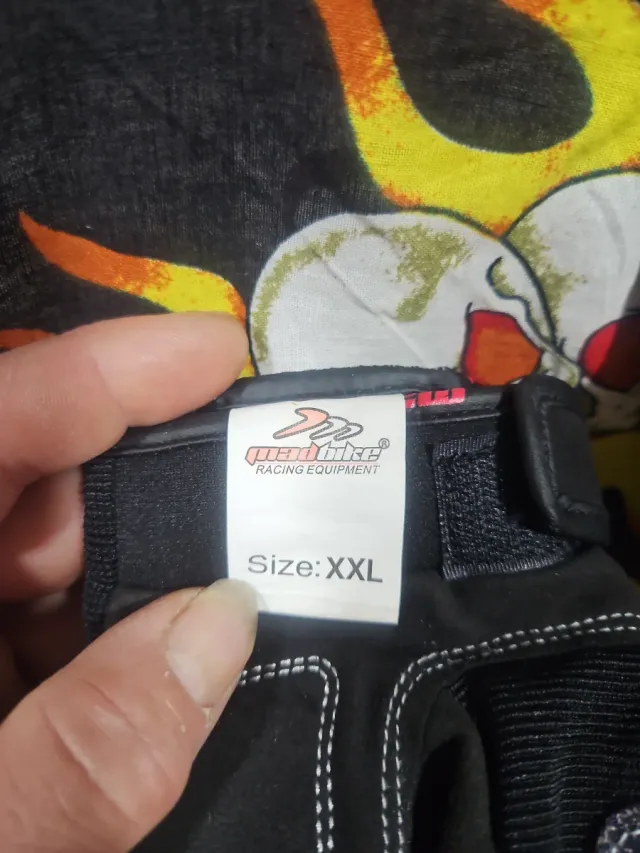 madbike®
RACING EQUIPMENT
Size: XXL